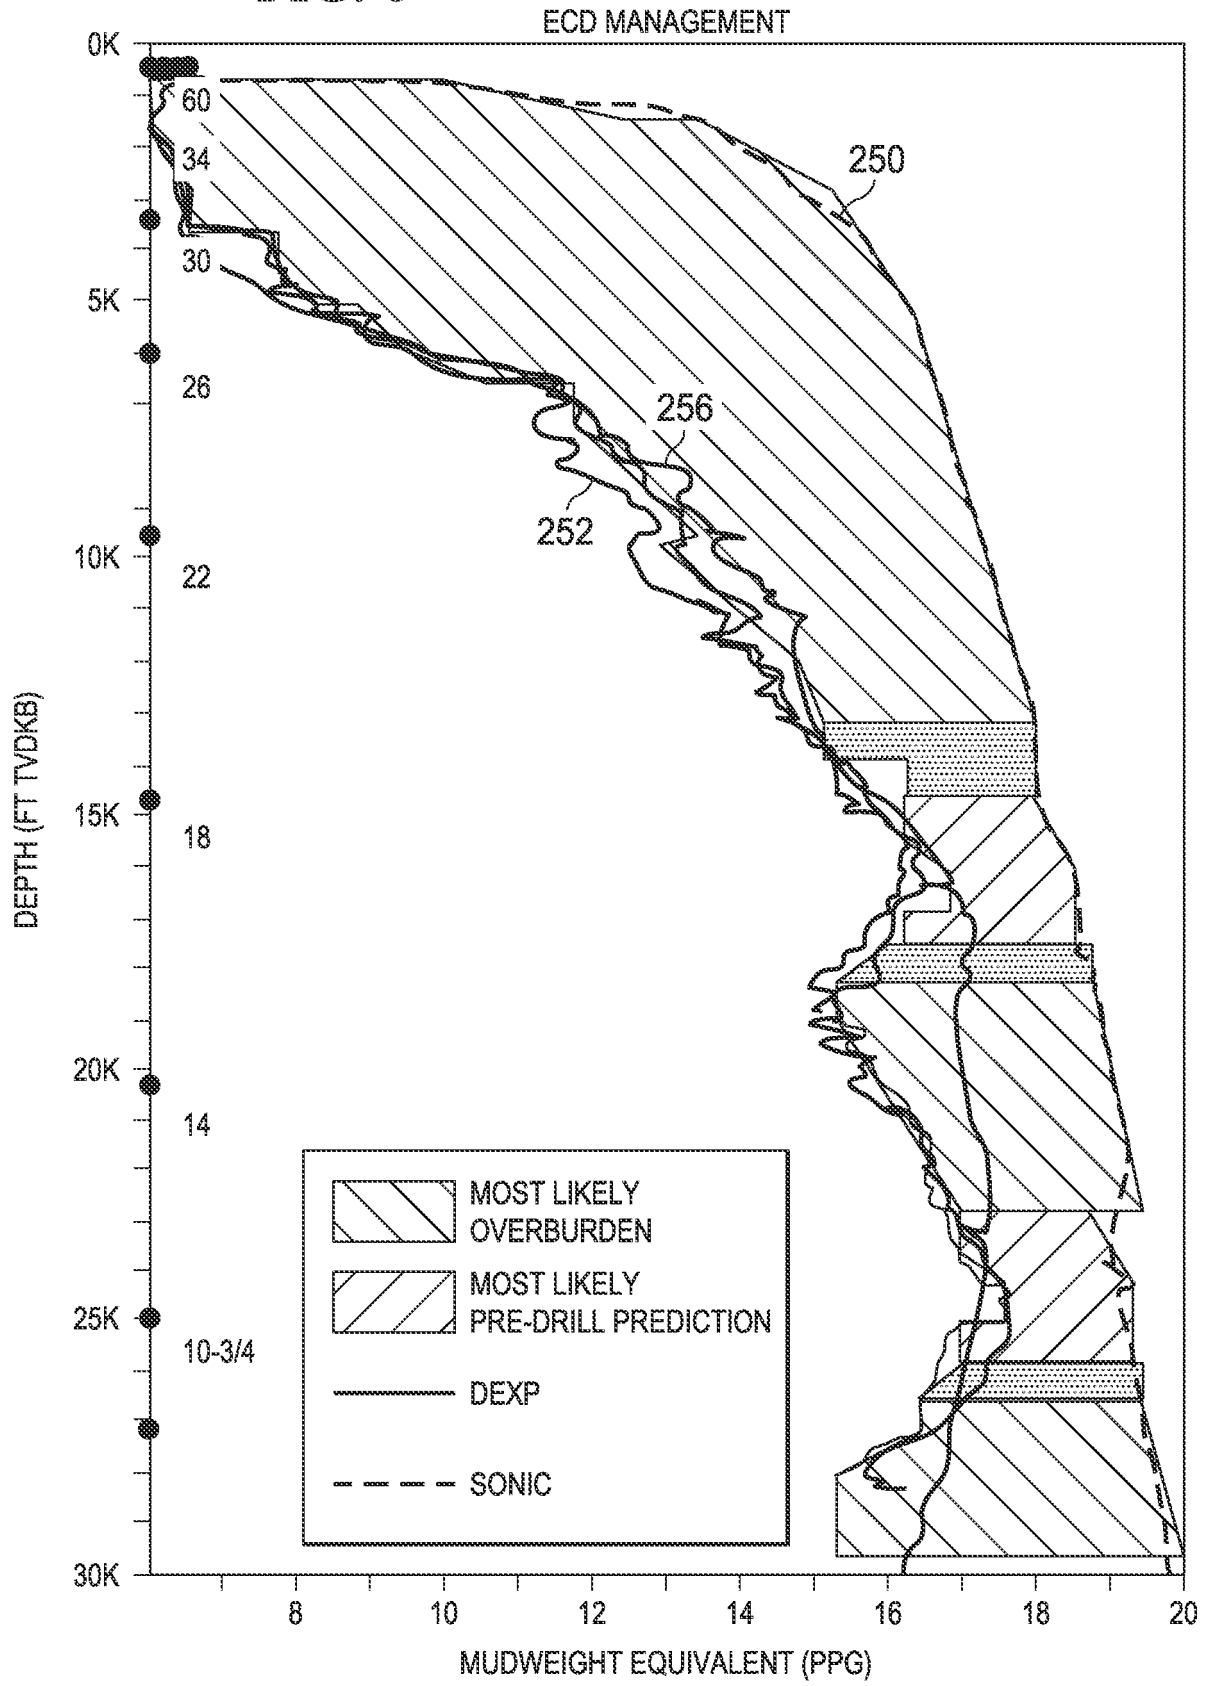 ECD MANAGEMENT
0K
60
34
250
30
5K
26
256
252
10K
22
DEPTH (FT TVDKB)
15K
18
20K
14
MOST LIKELY
OVERBURDEN
MOST LIKELY
PRE-DRILL PREDICTION
25K
10-3/4
DEXP
SONIC
30K
8 10 12 14 16 18 20
MUDWEIGHT EQUIVALENT (PPG)